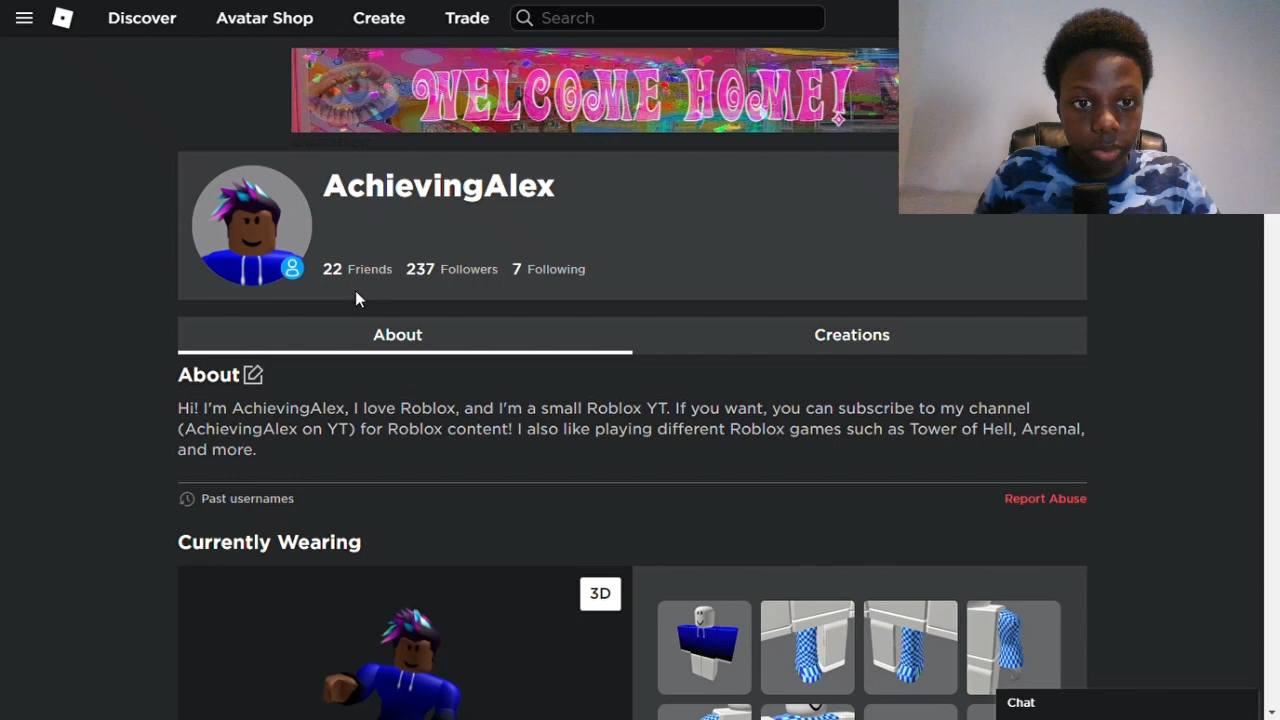 Discover Avatar Shop Create Trade Search
WELCOME HOME!
AchievingAlex
22 Friends 237 Followers 7 Following
About Creations
About
Hi! I'm AchievingAlex, I love Roblox, and I'm a small Roblox YT. If you want, you can subscribe to my channel
(AchievingAlex on YT) for Roblox content! I also like playing different Roblox games such as Tower of Hell, Arsenal,
and more.
Past usernames Report Abuse
Currently Wearing
3D
Chat